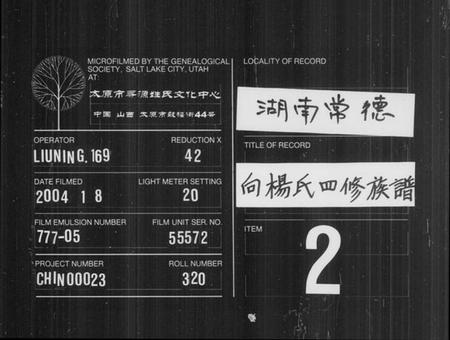 MICROFILMED BY THE GENEALOGICAL
SOCIETY, SALT LAKE CITY, UTAH
AT:
太原市尋源姓氏文化中心
中国 山西 太原市鼓樓街44号
OPERATOR
LIUNING.169
REDUCTION X
42
DATE FILMED
2004 1 8
LIGHT METER SETTING
20
FILM EMULSION NUMBER
777-05
FILM UNIT SER. NO.
55572
PROJECT NUMBER
CHIN00023
ROLL NUMBER
320
LOCALITY OF RECORD
湖南常德
TITLE OF RECORD
向楊氏四修族譜
ITEM
2